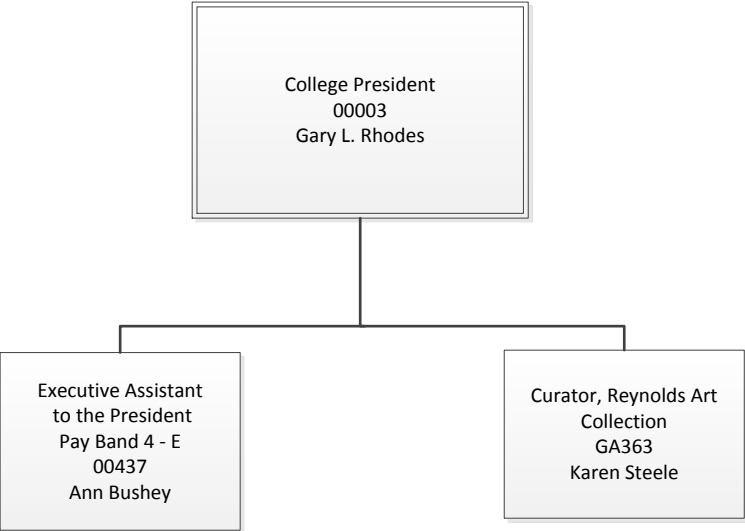 College President
00003
Gary L. Rhodes
Executive Assistant
to the President
Pay Band 4 - E
00437
Ann Bushey
Curator, Reynolds Art
Collection
GA363
Karen Steele